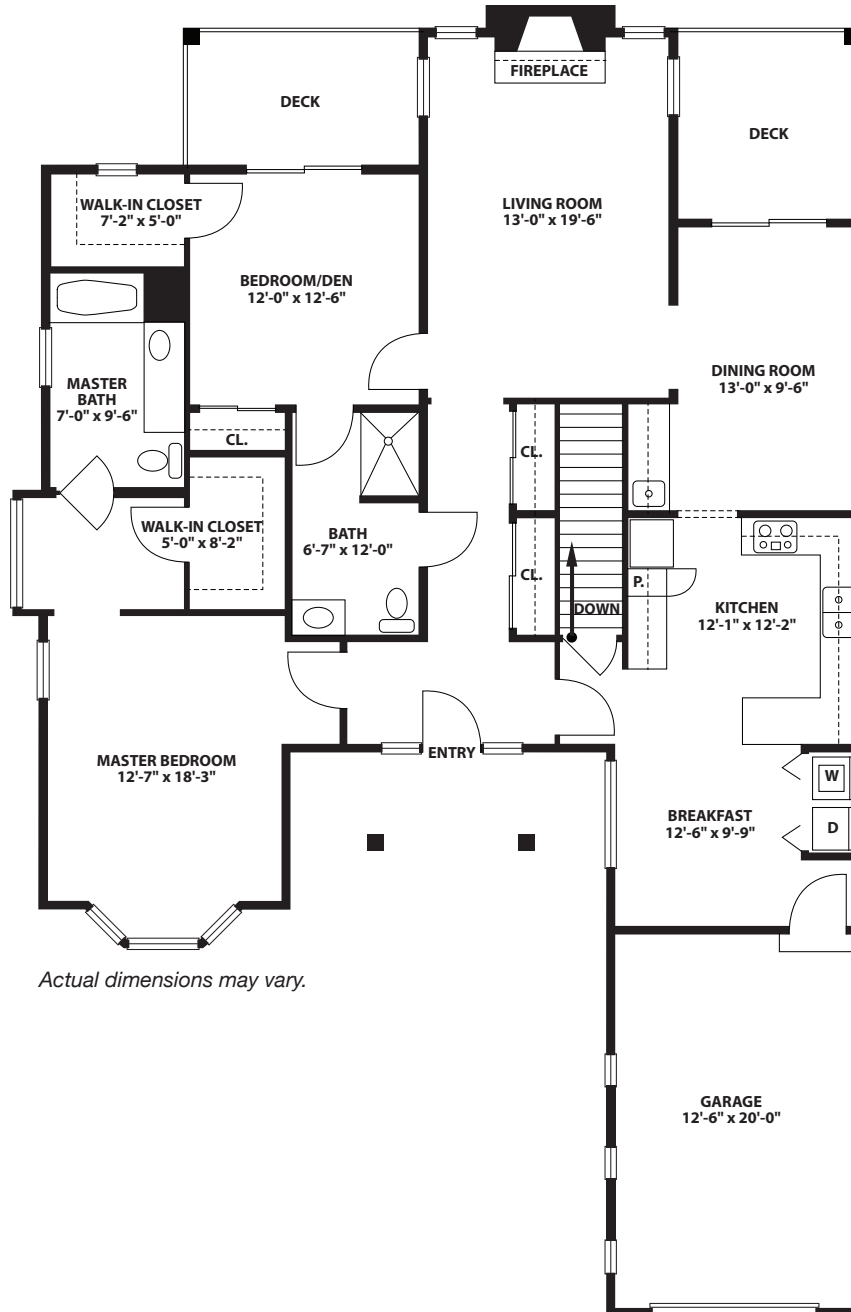 FIREPLACE
DECK
DECK
WALK-IN CLOSET
7'-2" x 5'-0"
LIVING ROOM
13'-0" x 19'-6"
BEDROOM/DEN
12'-0" x 12'-6"
DINING ROOM
13'-0" x 9'-6"
MASTER
BATH
7'-0" x 9'-6"
CL.
CL.
WALK-IN CLOSET
5'-0" x 8'-2"
BATH
6'-7" x 12'-0"
CL.
P.
DOWN
KITCHEN
12'-1" x 12'-2"
MASTER BEDROOM
12'-7" x 18'-3"
ENTRY
W
BREAKFAST
12'-6" x 9'-9"
D
Actual dimensions may vary.
GARAGE
12'-6" x 20'-0"